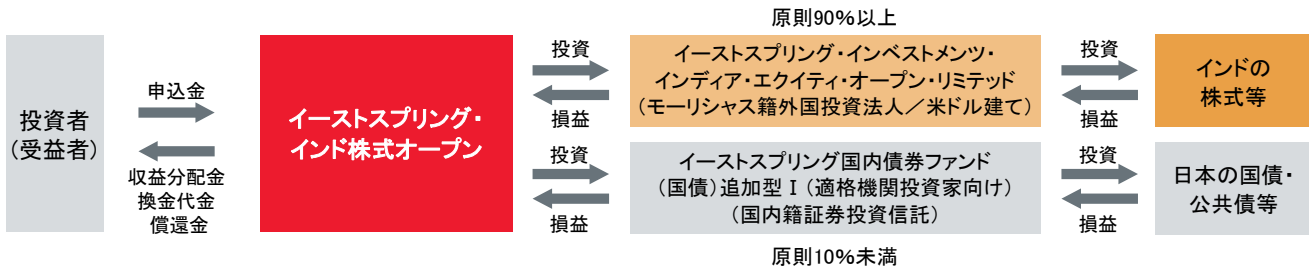 投資者
(受益者)
申込金
収益分配金
換金代金
償還金
イーストスプリング・
インド株式オープン
投資
損益
投資
損益
原則90%以上
イーストスプリング・インベストメンツ・
インディア・エクイティ・オープン・リミテッド
(モーリシャス籍外国投資法人／米ドル建て)
イーストスプリング国内債券ファンド
(国債)追加型Ⅰ(適格機関投資家向け)
(国内籍証券投資信託)
原則10%未満
投資
損益
投資
損益
インドの
株式等
日本の国債・
公共債等